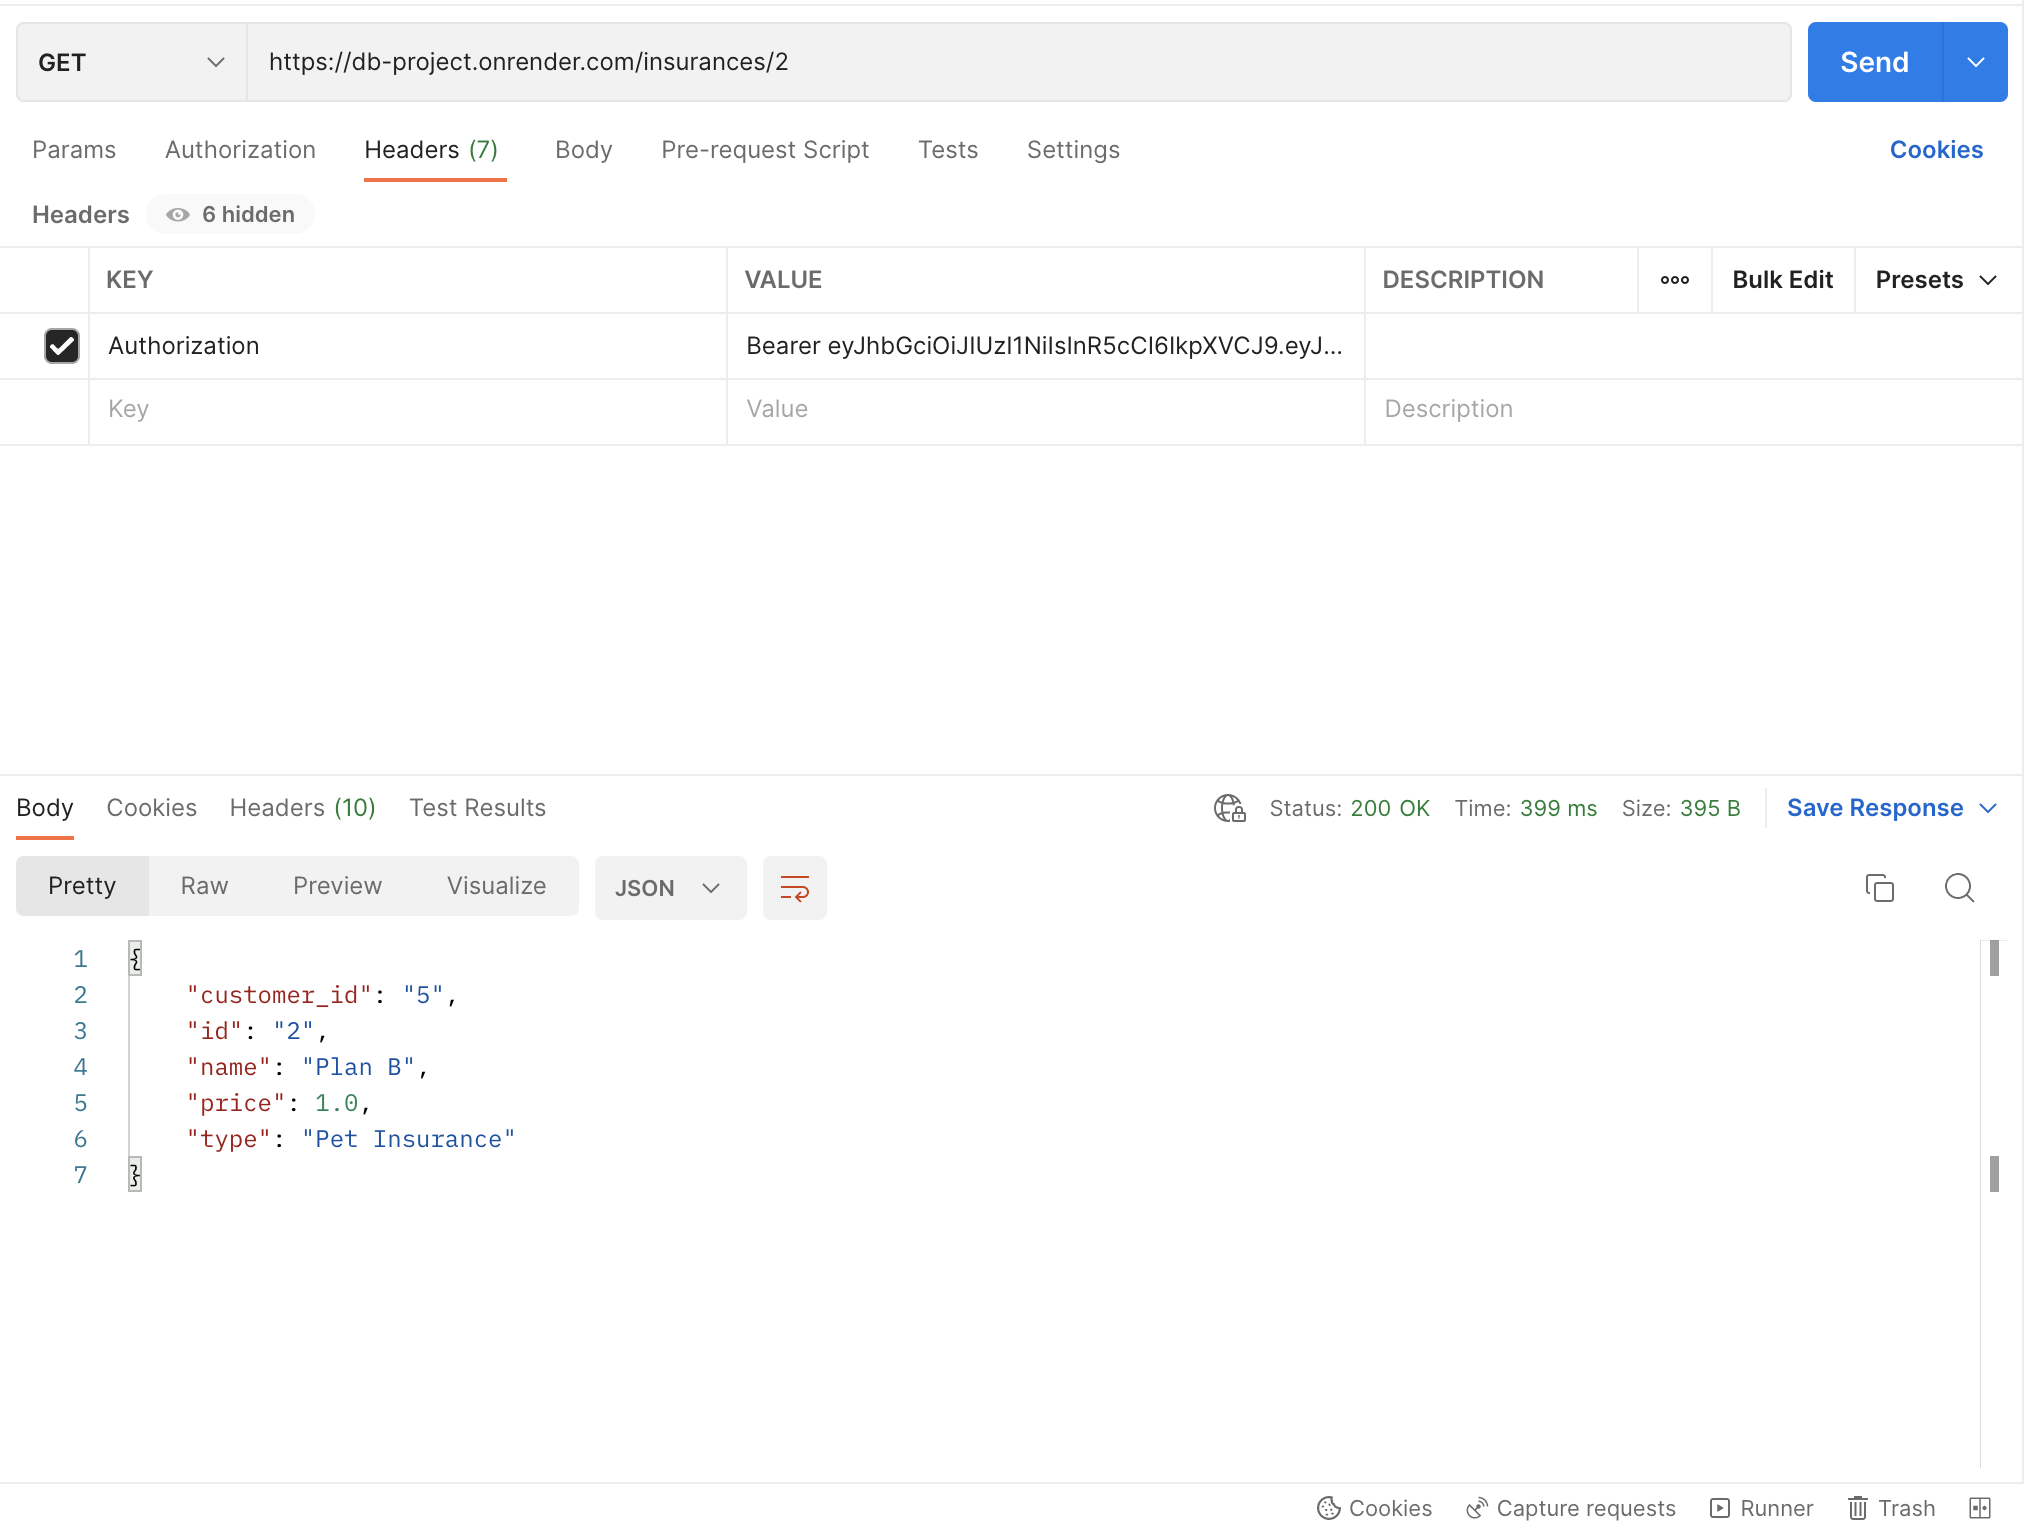 GET https://db-project.onrender.com/insurances/2 Send
Params Authorization Headers (7) Body Pre-request Script Tests Settings Cookies
Headers 6 hidden
KEY VALUE DESCRIPTION ooo Bulk Edit Presets
Authorization Bearer eyJhbGciOiJIUzI1NiIsInR5cCI6IkpXVCJ9.eyJ...
Key Value Description
Body Cookies Headers (10) Test Results Status: 200 OK Time: 399 ms Size: 395 B Save Response
Pretty Raw Preview Visualize JSON
1 {
2 "customer_id": "5",
3 "id": "2",
4 "name": "Plan B",
5 "price": 1.0,
6 "type": "Pet Insurance"
7 }
Cookies Capture requests Runner Trash